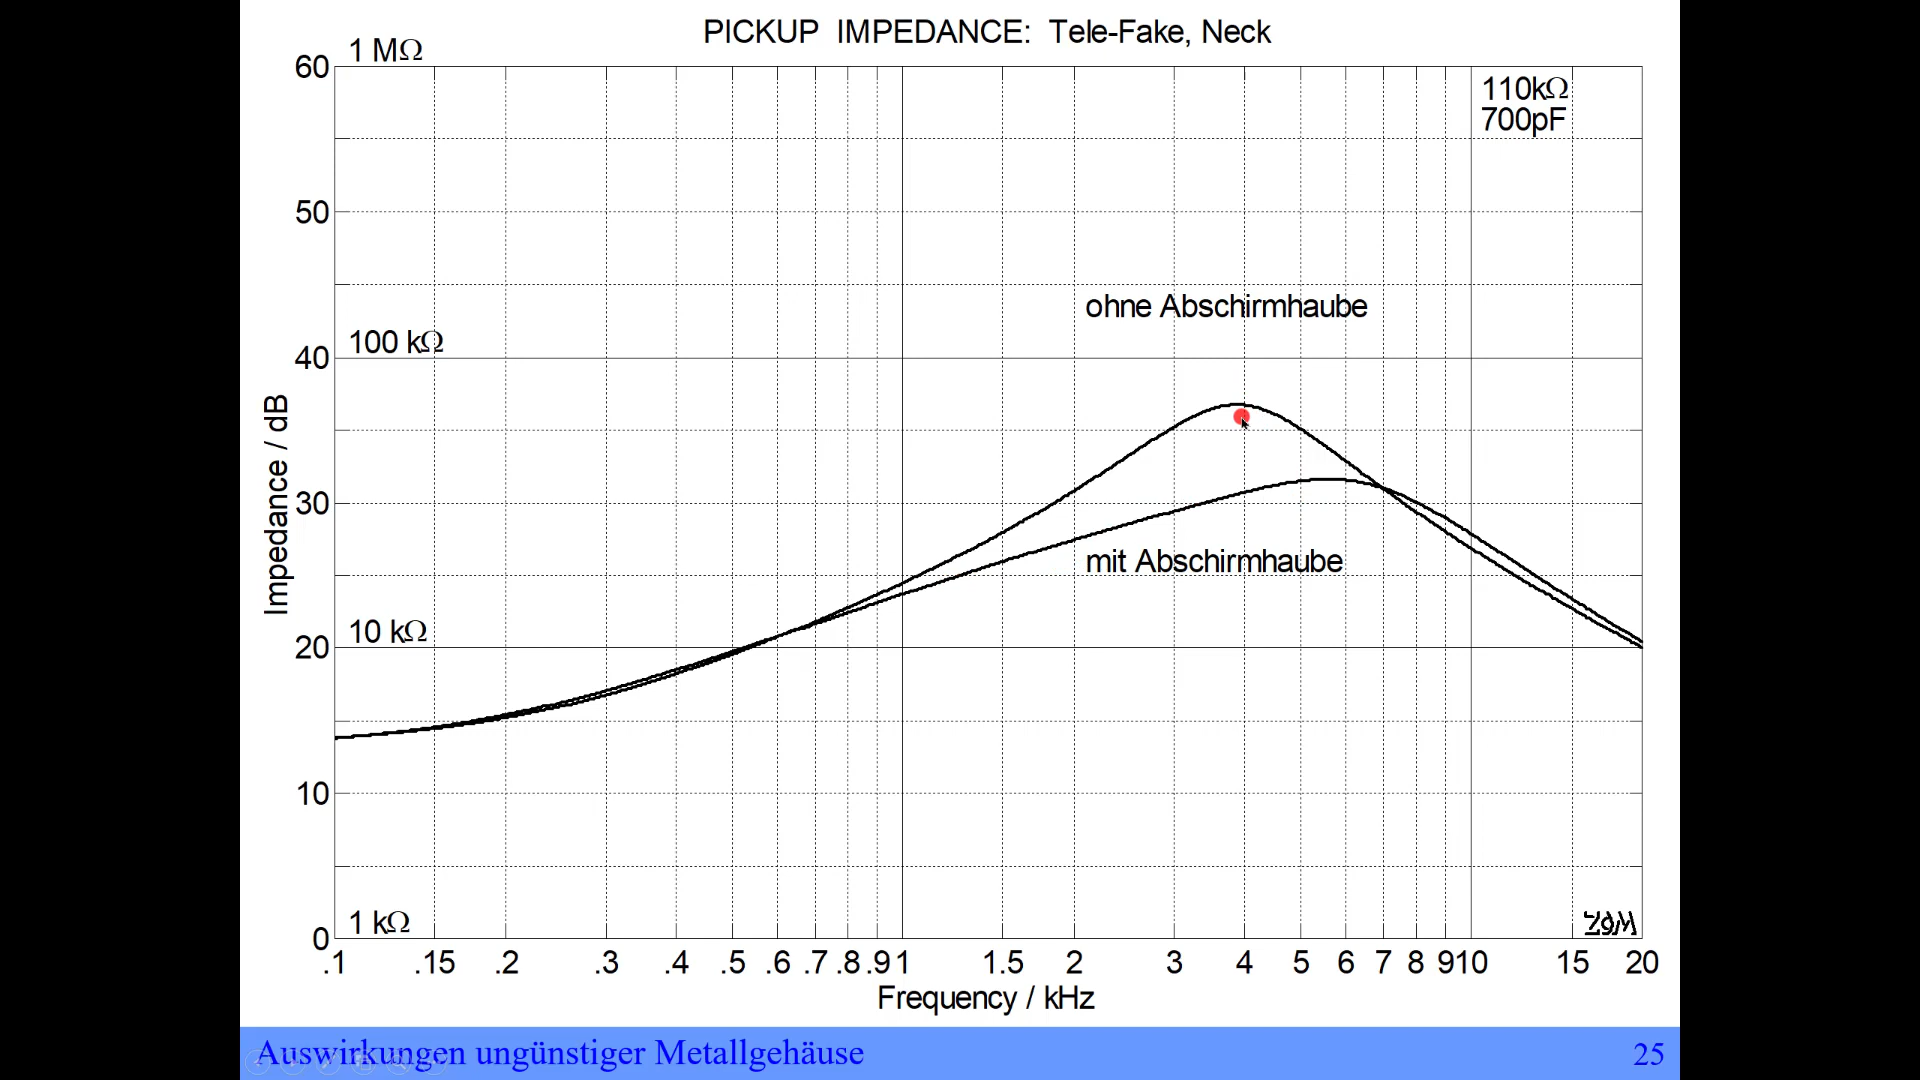 PICKUP IMPEDANCE: Tele-Fake, Neck
1 MΩ
60
110kΩ
700pF
50
ohne Abschirmhaube
100 kΩ
40
Impedance / dB
30
mit Abschirmhaube
10 kΩ
20
10
1 kΩ
0
.1 .15 .2 .3 .4 .5 .6 .7 .8 .9 1 1.5 2 3 4 5 6 7 8 9 10 15 20
Frequency / kHz
Auswirkungen ungünstiger Metallgehäuse 25